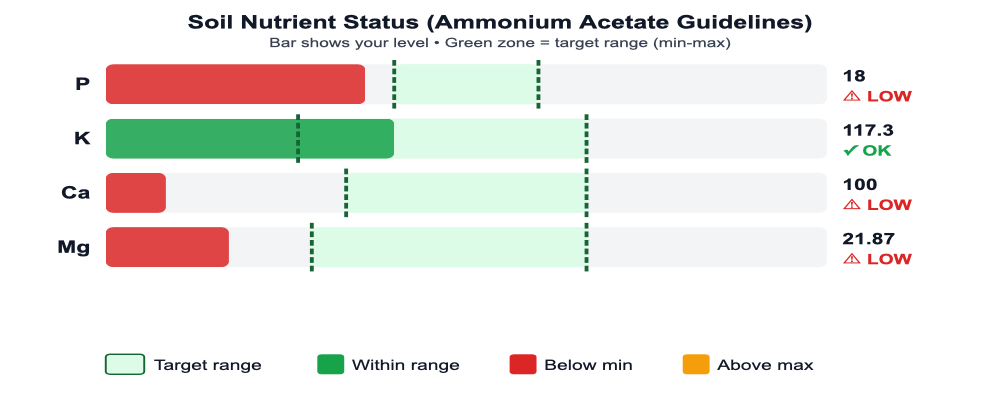 Soil Nutrient Status (Ammonium Acetate Guidelines)
Bar shows your level • Green zone = target range (min-max)
P
18
⚠ LOW
K
117.3
✓ OK
Ca
100
⚠ LOW
Mg
21.87
⚠ LOW
Target range
Within range
Below min
Above max